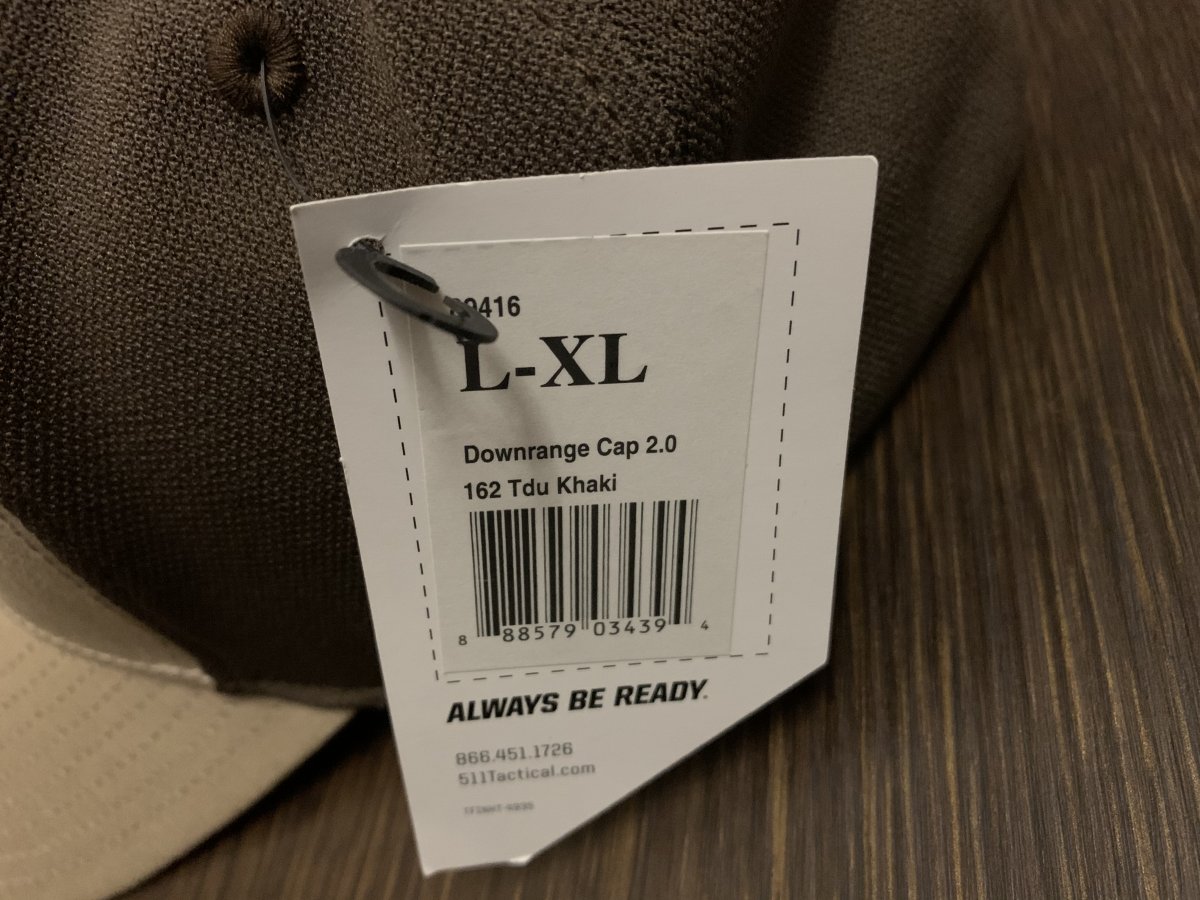 L-XL
Downrange Cap 2.0
162 Tdu Khaki
8 88579 03439 4
ALWAYS BE READY.
866.451.1726
511Tactical.com